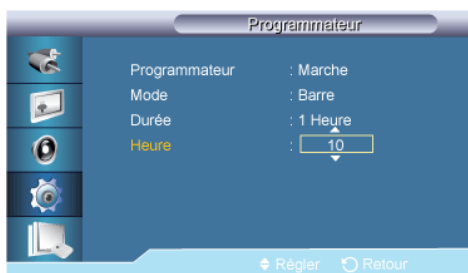 Programmateur
Programmateur : Marche
Mode : Barre
Durée : 1 Heure
Heure : 10
Régler Retour